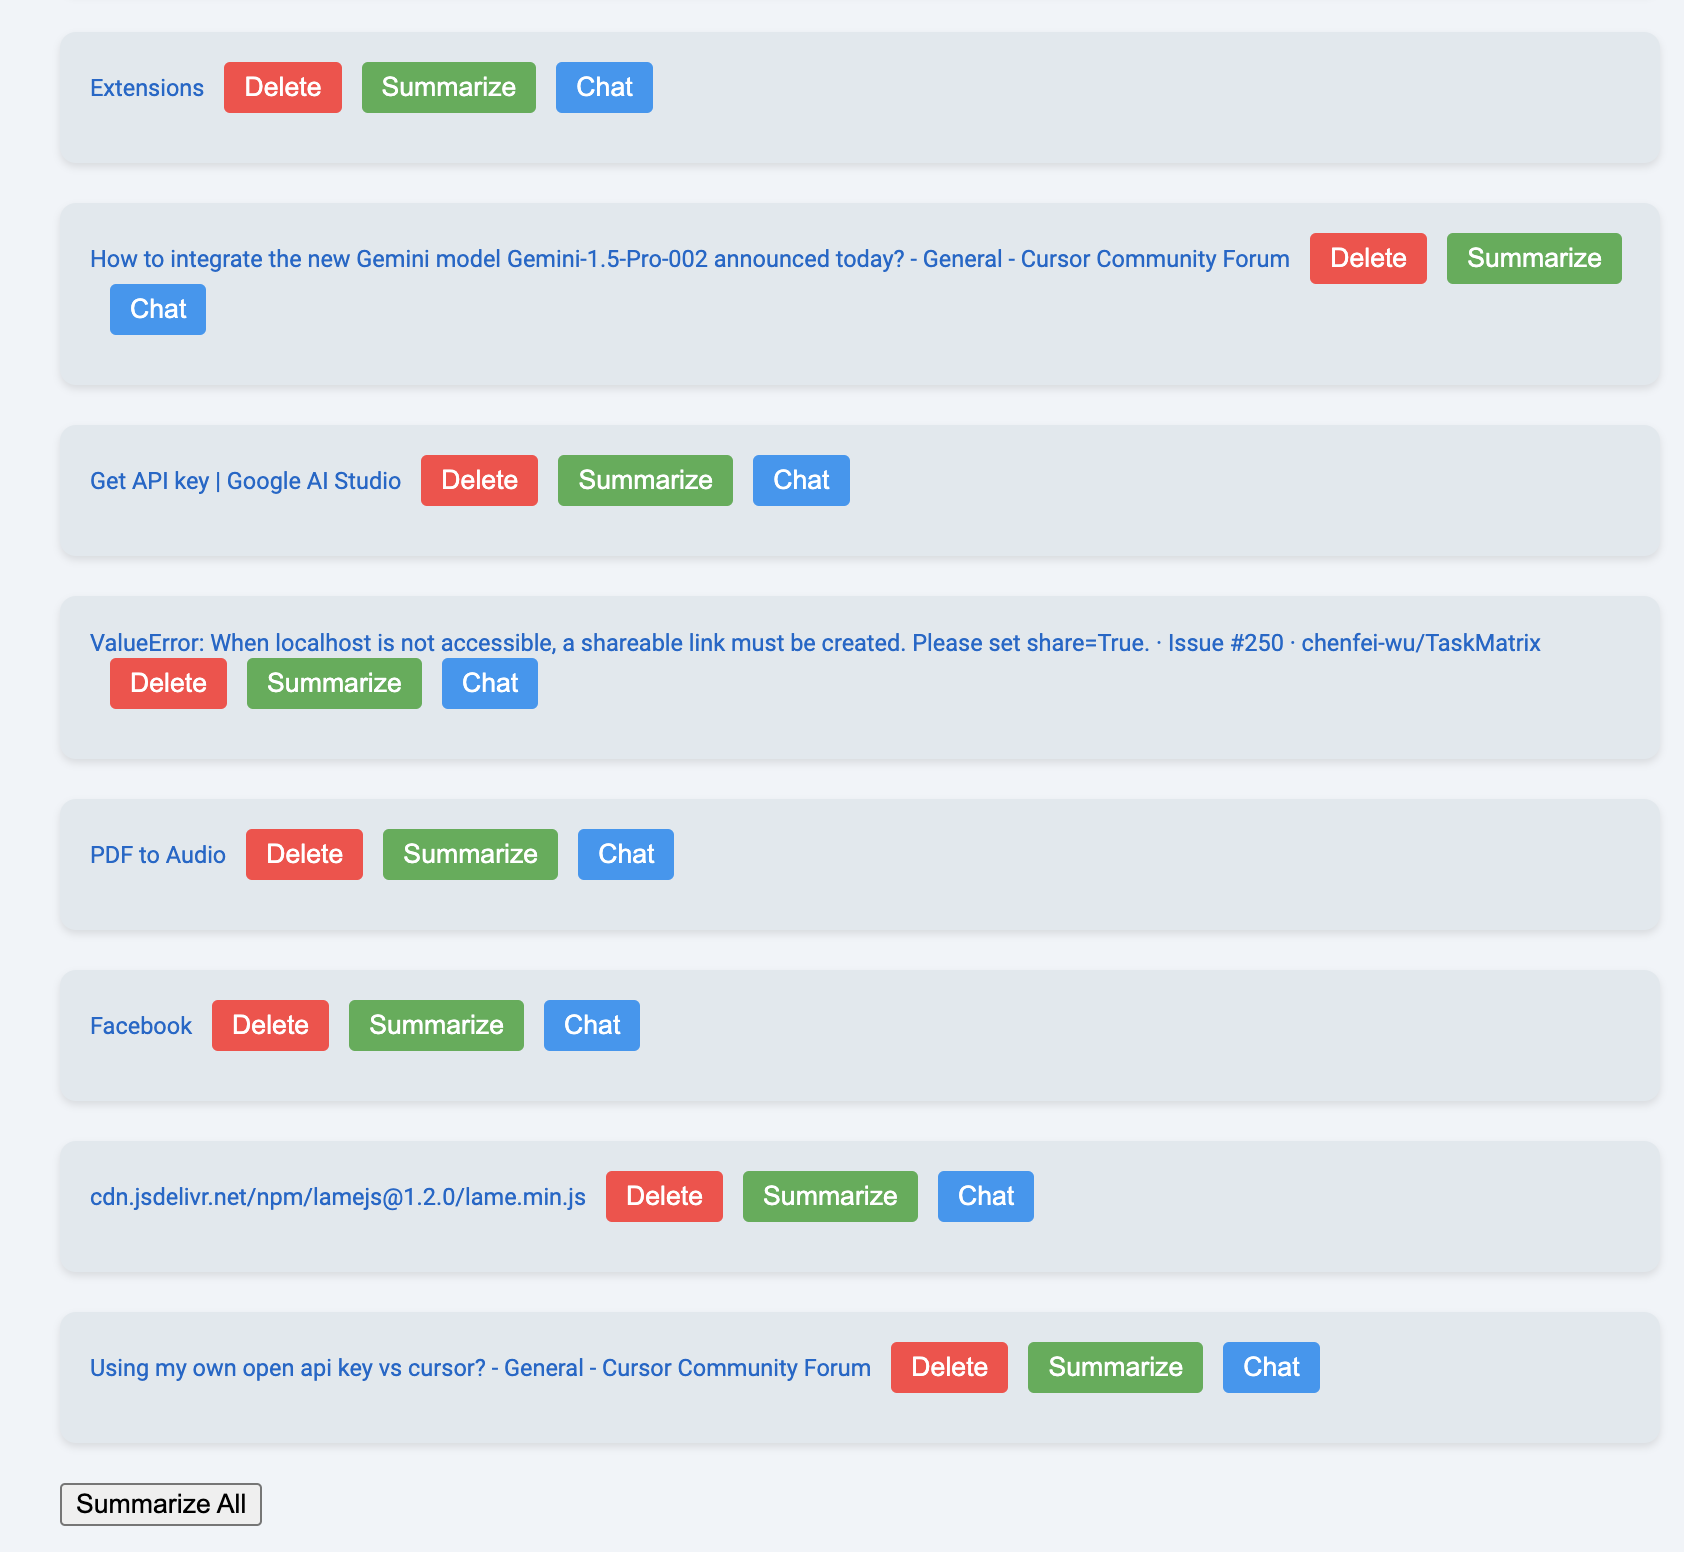 Extensions Delete Summarize Chat
How to integrate the new Gemini model Gemini-1.5-Pro-002 announced today? - General - Cursor Community Forum Delete Summarize
Chat
Get API key | Google AI Studio Delete Summarize Chat
ValueError: When localhost is not accessible, a shareable link must be created. Please set share=True. · Issue #250 · chenfei-wu/TaskMatrix
Delete Summarize Chat
PDF to Audio Delete Summarize Chat
Facebook Delete Summarize Chat
cdn.jsdelivr.net/npm/lamejs@1.2.0/lame.min.js Delete Summarize Chat
Using my own open api key vs cursor? - General - Cursor Community Forum Delete Summarize Chat
Summarize All